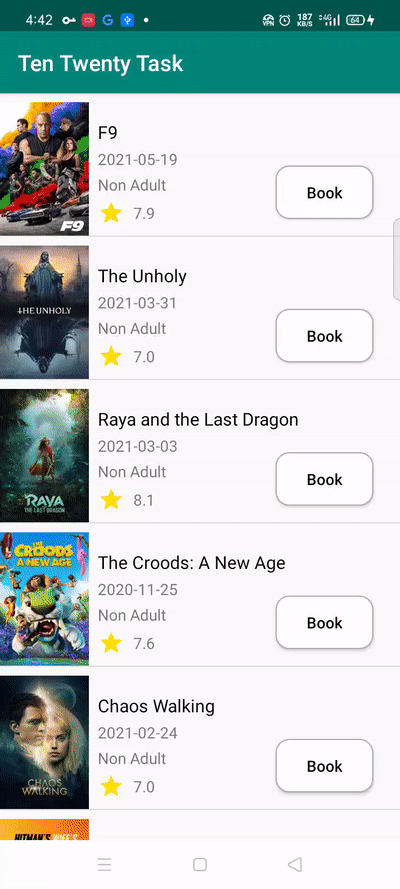 4:42 VPN 187 KB/S 4G 64
Ten Twenty Task
F9
2021-05-19
Non Adult
7.9
Book
F9
The Unholy
2021-03-31
Non Adult
7.0
Book
THE UNHOLY
Raya and the Last Dragon
2021-03-03
Non Adult
8.1
Book
RAYA
THE LAST DRAGON
The Croods: A New Age
2020-11-25
Non Adult
7.6
Book
THE
CROODS
A NEW AGE
Chaos Walking
2021-02-24
Non Adult
7.0
Book
CHAOS
WALKING
HITMAN'S WIFE'S